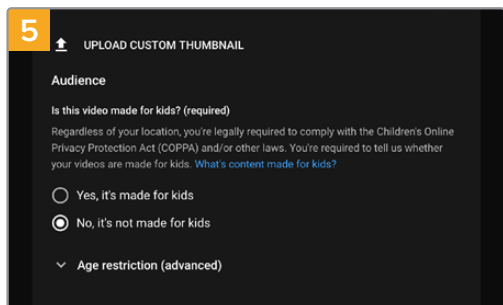 5
UPLOAD CUSTOM THUMBNAIL
Audience
Is this video made for kids? (required)
Regardless of your location, you're legally required to comply with the Children's Online
Privacy Protection Act (COPPA) and/or other laws. You're required to tell us whether
your videos are made for kids. What's content made for kids?
Yes, it's made for kids
No, it's not made for kids
Age restriction (advanced)